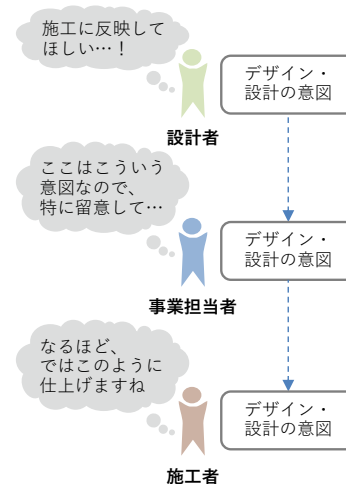 施工に反映して
ほしい…！
デザイン・
設計の意図
設計者
ここはこういう
意図なので、
特に留意して…
デザイン・
設計の意図
事業担当者
なるほど、
ではこのように
仕上げますね
デザイン・
設計の意図
施工者